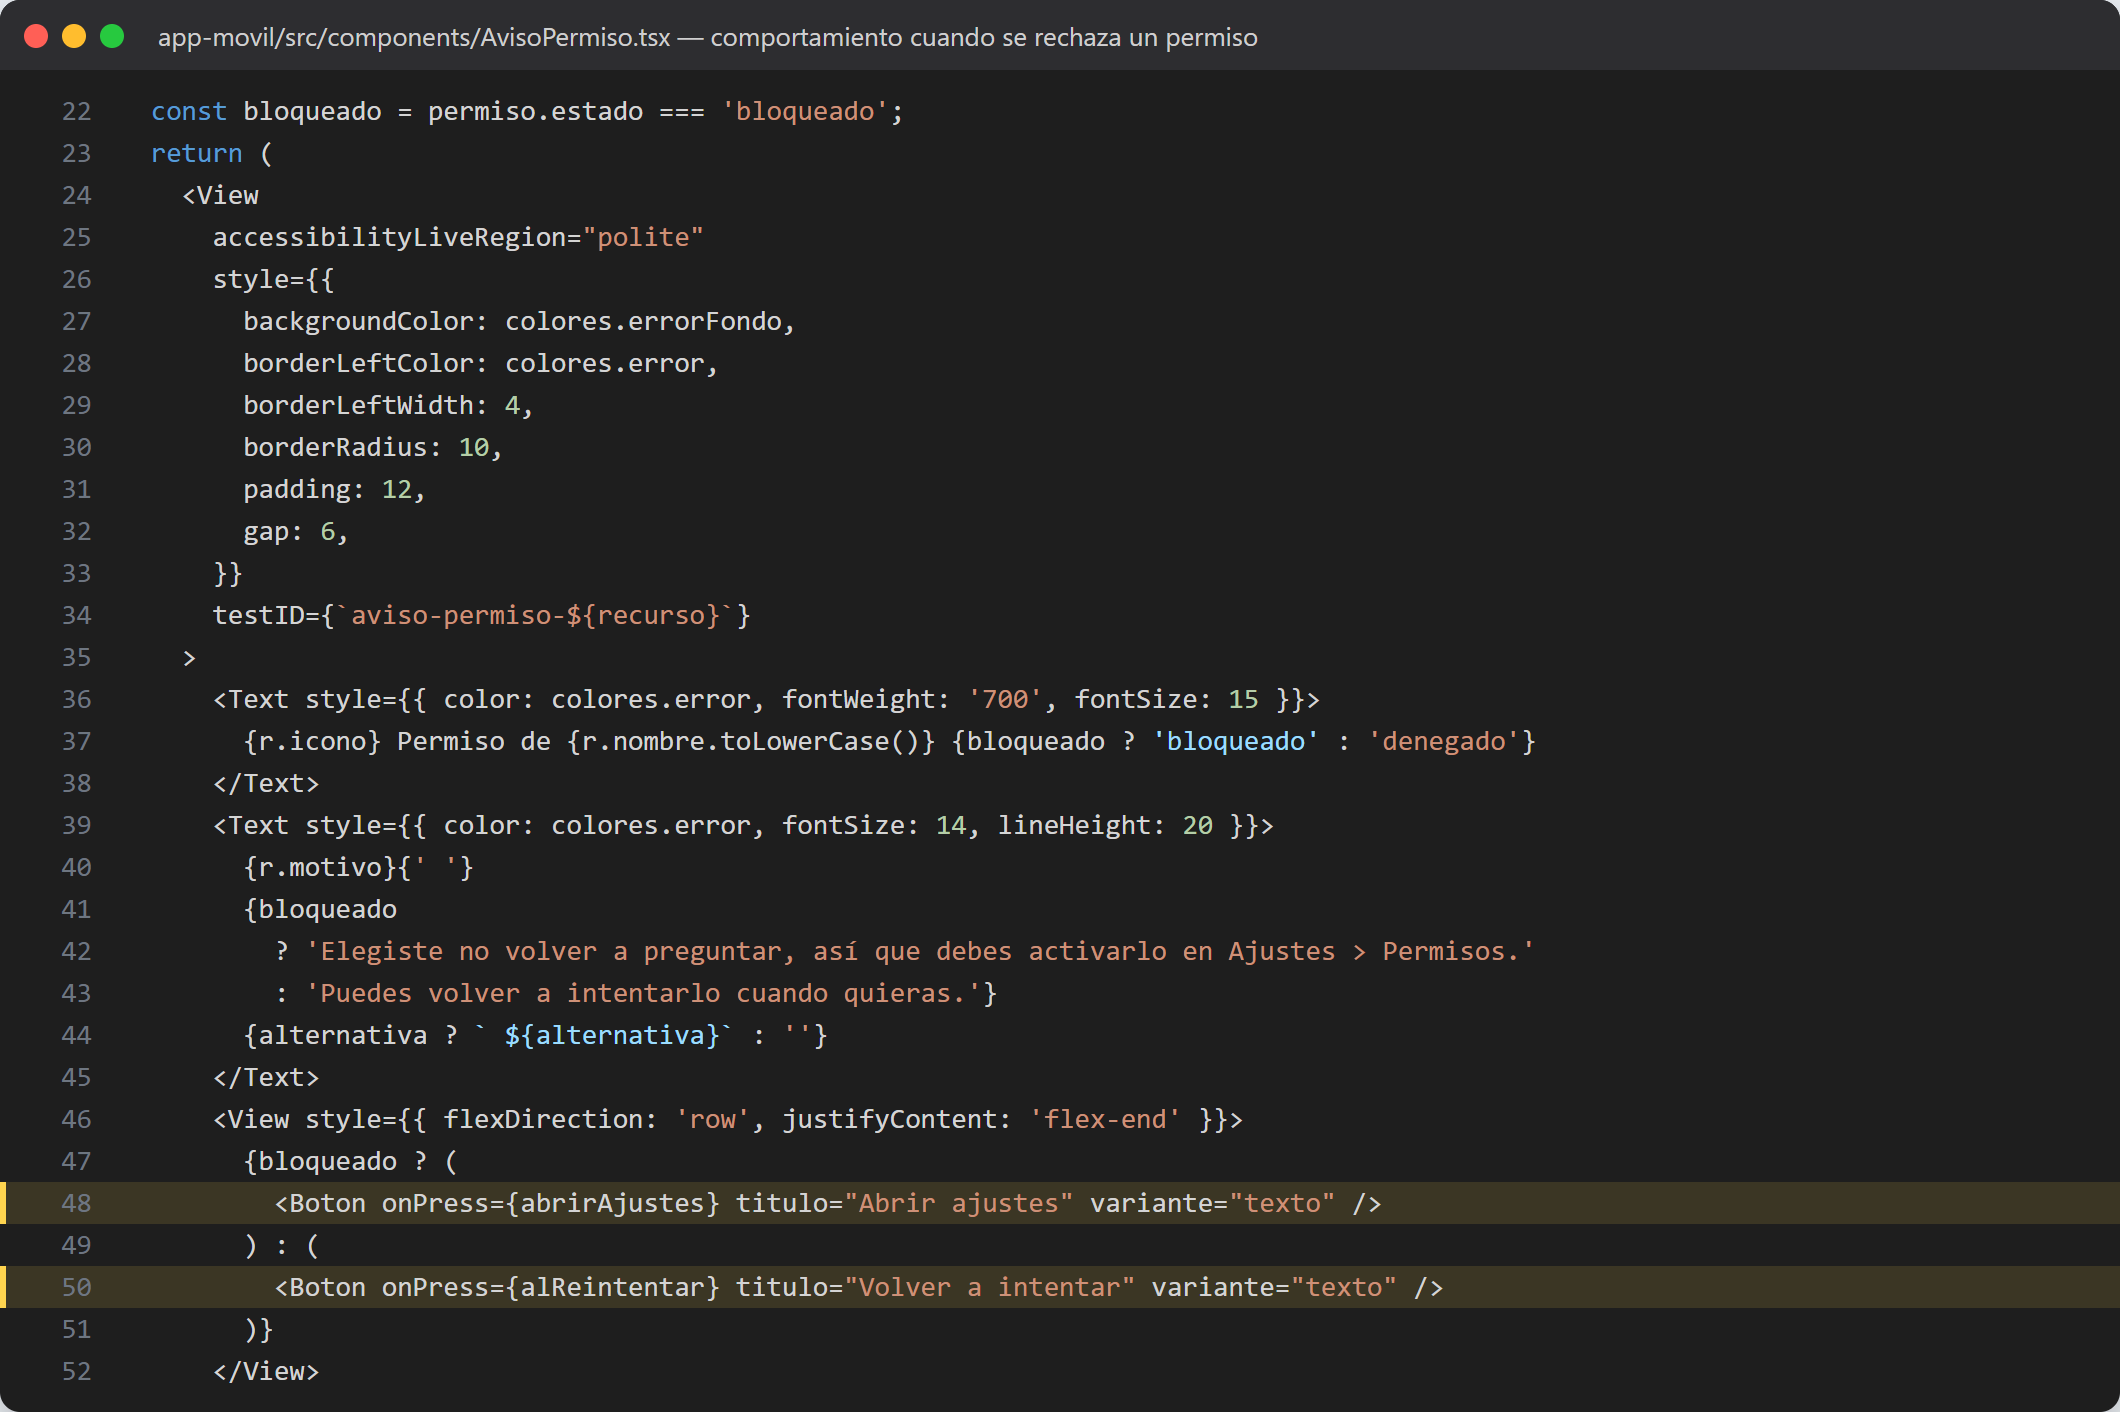 app-movil/src/components/AvisoPermiso.tsx — comportamiento cuando se rechaza un permiso
22 const bloqueado = permiso.estado === 'bloqueado';
23 return (
24 <View
25 accessibilityLiveRegion="polite"
26 style={{
27 backgroundColor: colores.errorFondo,
28 borderLeftColor: colores.error,
29 borderLeftWidth: 4,
30 borderRadius: 10,
31 padding: 12,
32 gap: 6,
33 }}
34 testID={`aviso-permiso-${recurso}`}
35 >
36 <Text style={{ color: colores.error, fontWeight: '700', fontSize: 15 }}>
37 {r.icono} Permiso de {r.nombre.toLowerCase()} {bloqueado ? 'bloqueado' : 'denegado'}
38 </Text>
39 <Text style={{ color: colores.error, fontSize: 14, lineHeight: 20 }}>
40 {r.motivo}{' '}
41 {bloqueado
42 ? 'Elegiste no volver a preguntar, así que debes activarlo en Ajustes > Permisos.'
43 : 'Puedes volver a intentarlo cuando quieras.'}
44 {alternativa ? ` ${alternativa}` : ''}
45 </Text>
46 <View style={{ flexDirection: 'row', justifyContent: 'flex-end' }}>
47 {bloqueado ? (
48 <Boton onPress={abrirAjustes} titulo="Abrir ajustes" variante="texto" />
49 ) : (
50 <Boton onPress={alReintentar} titulo="Volver a intentar" variante="texto" />
51 )}
52 </View>